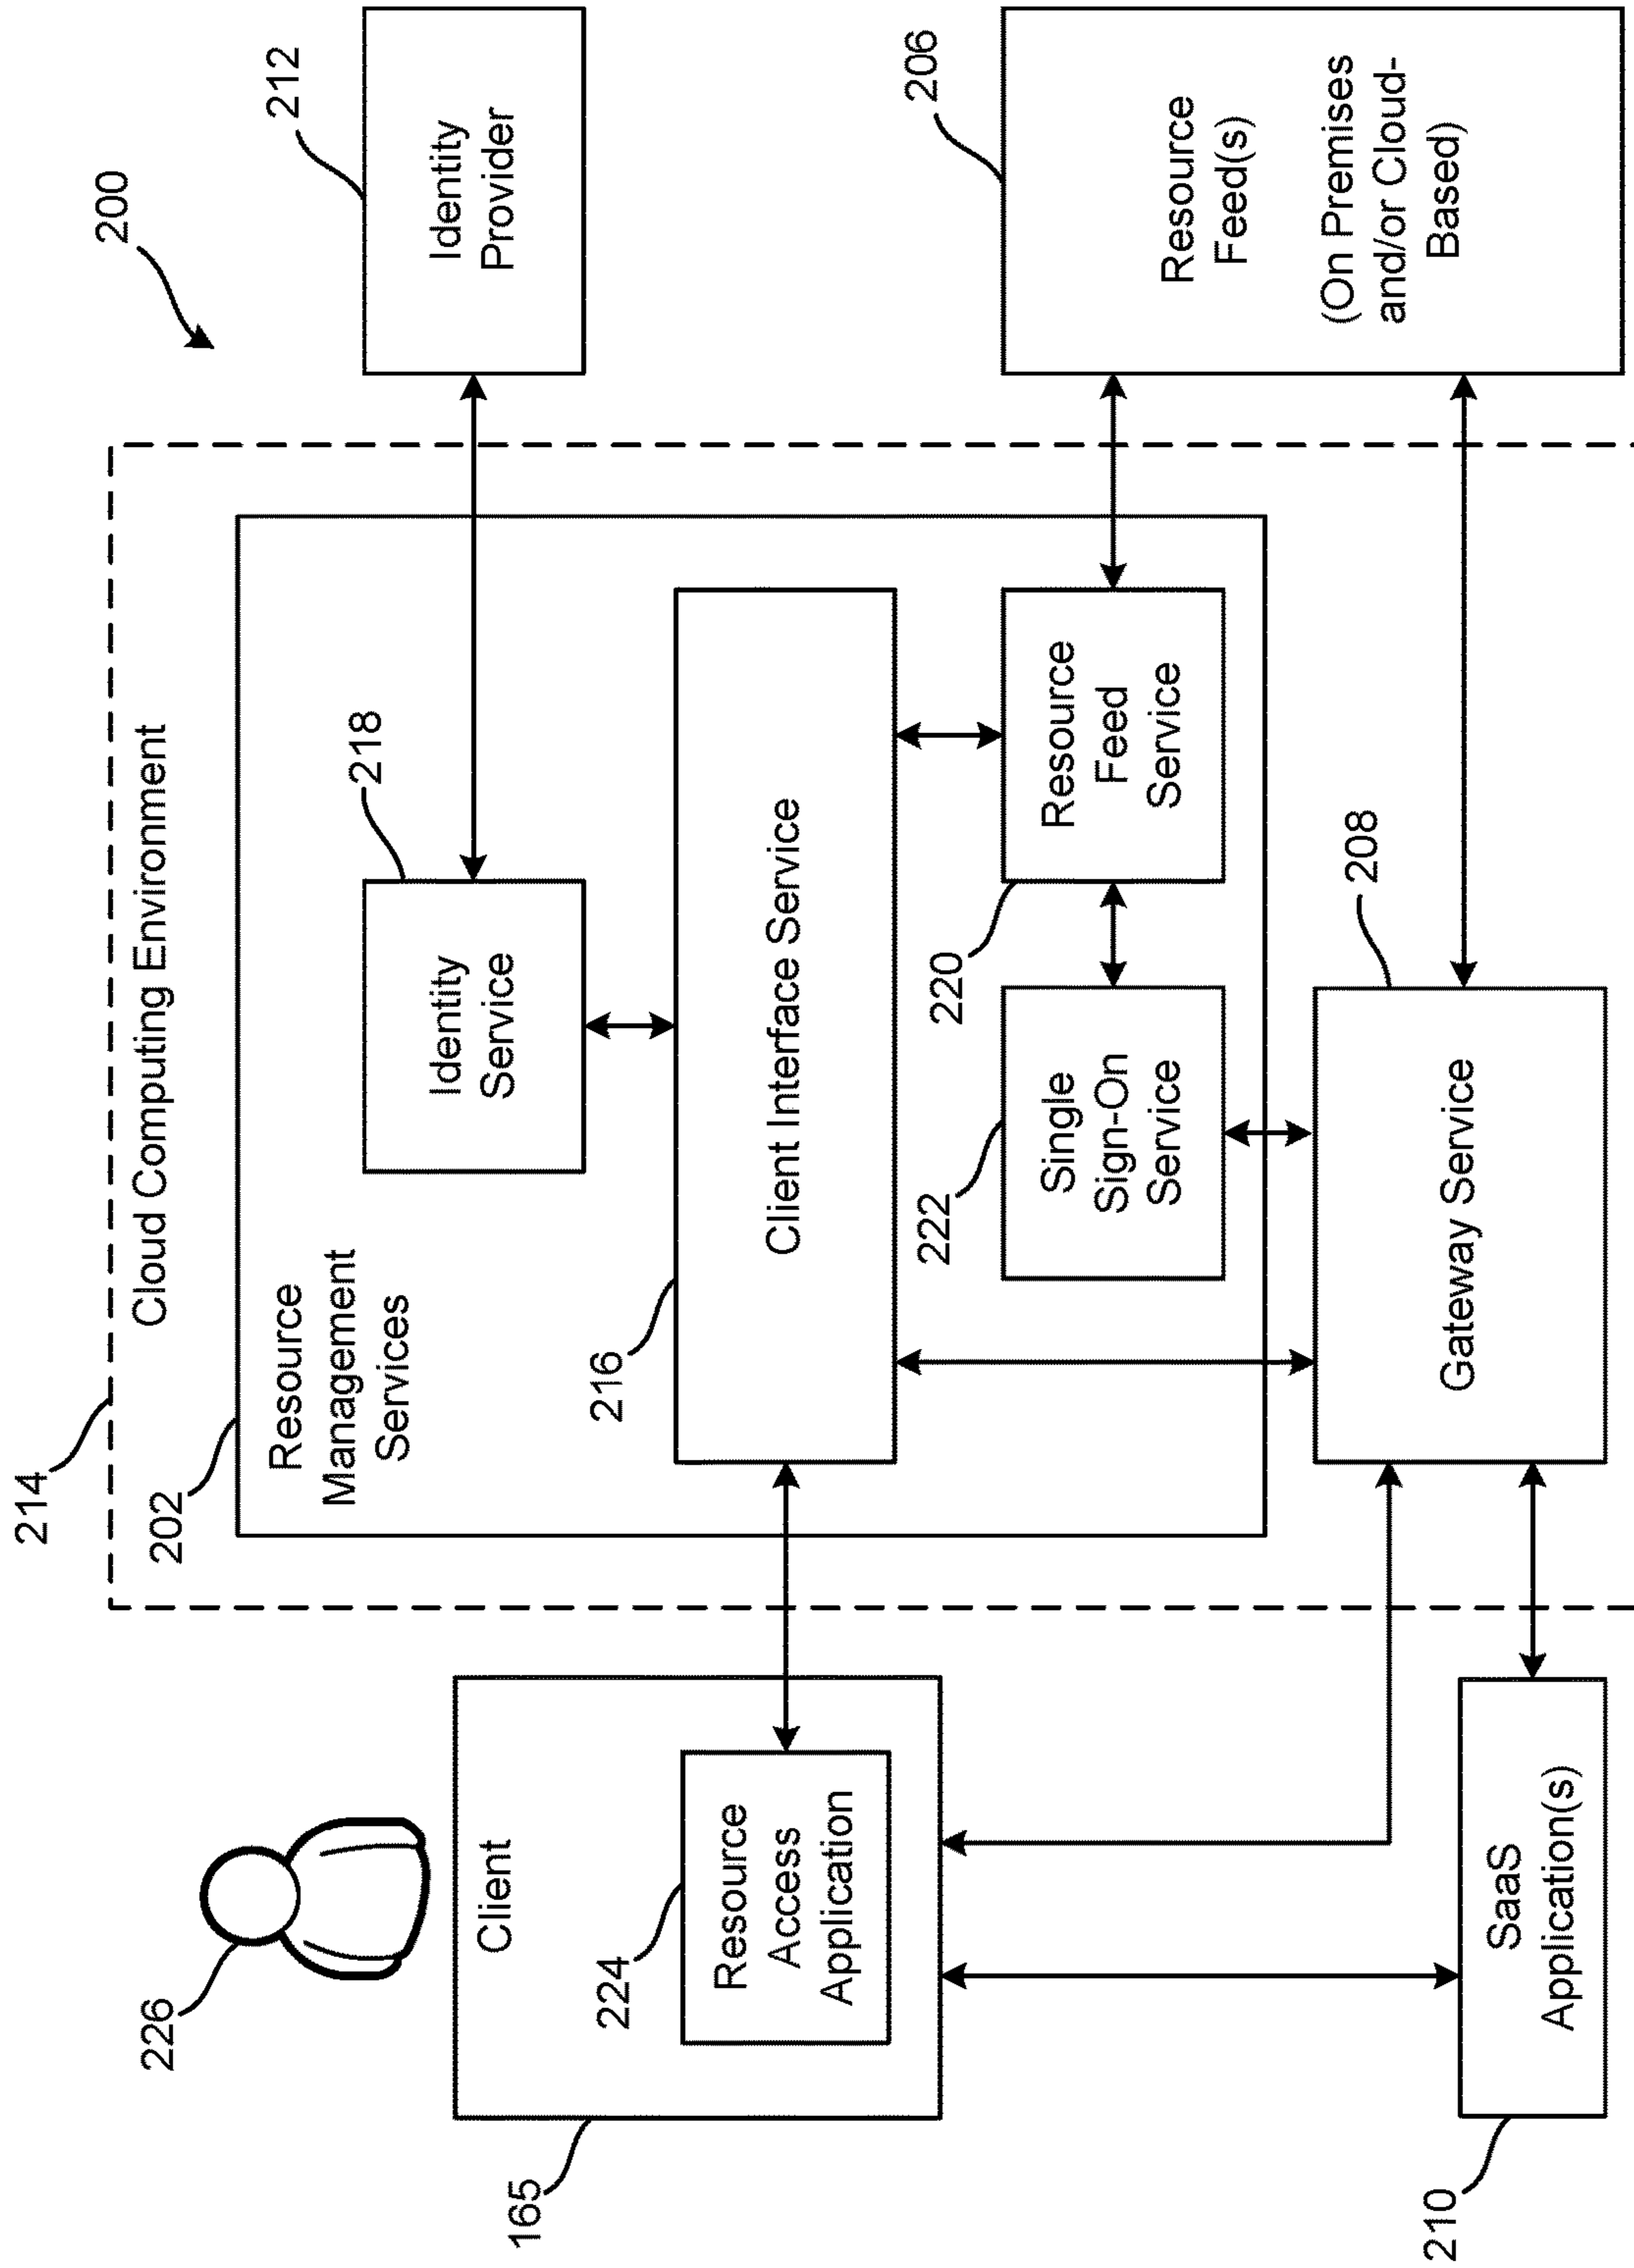 200
214
Cloud Computing Environment
202
Resource
Management
Services
226
Client
165
224
Resource
Access
Application
218
Identity
Service
212
Identity
Provider
216
Client Interface Service
222
Single
Sign-On
Service
220
Resource
Feed
Service
206
Resource
Feed(s)
(On Premises
and/or Cloud-
Based)
210
SaaS
Application(s)
208
Gateway Service